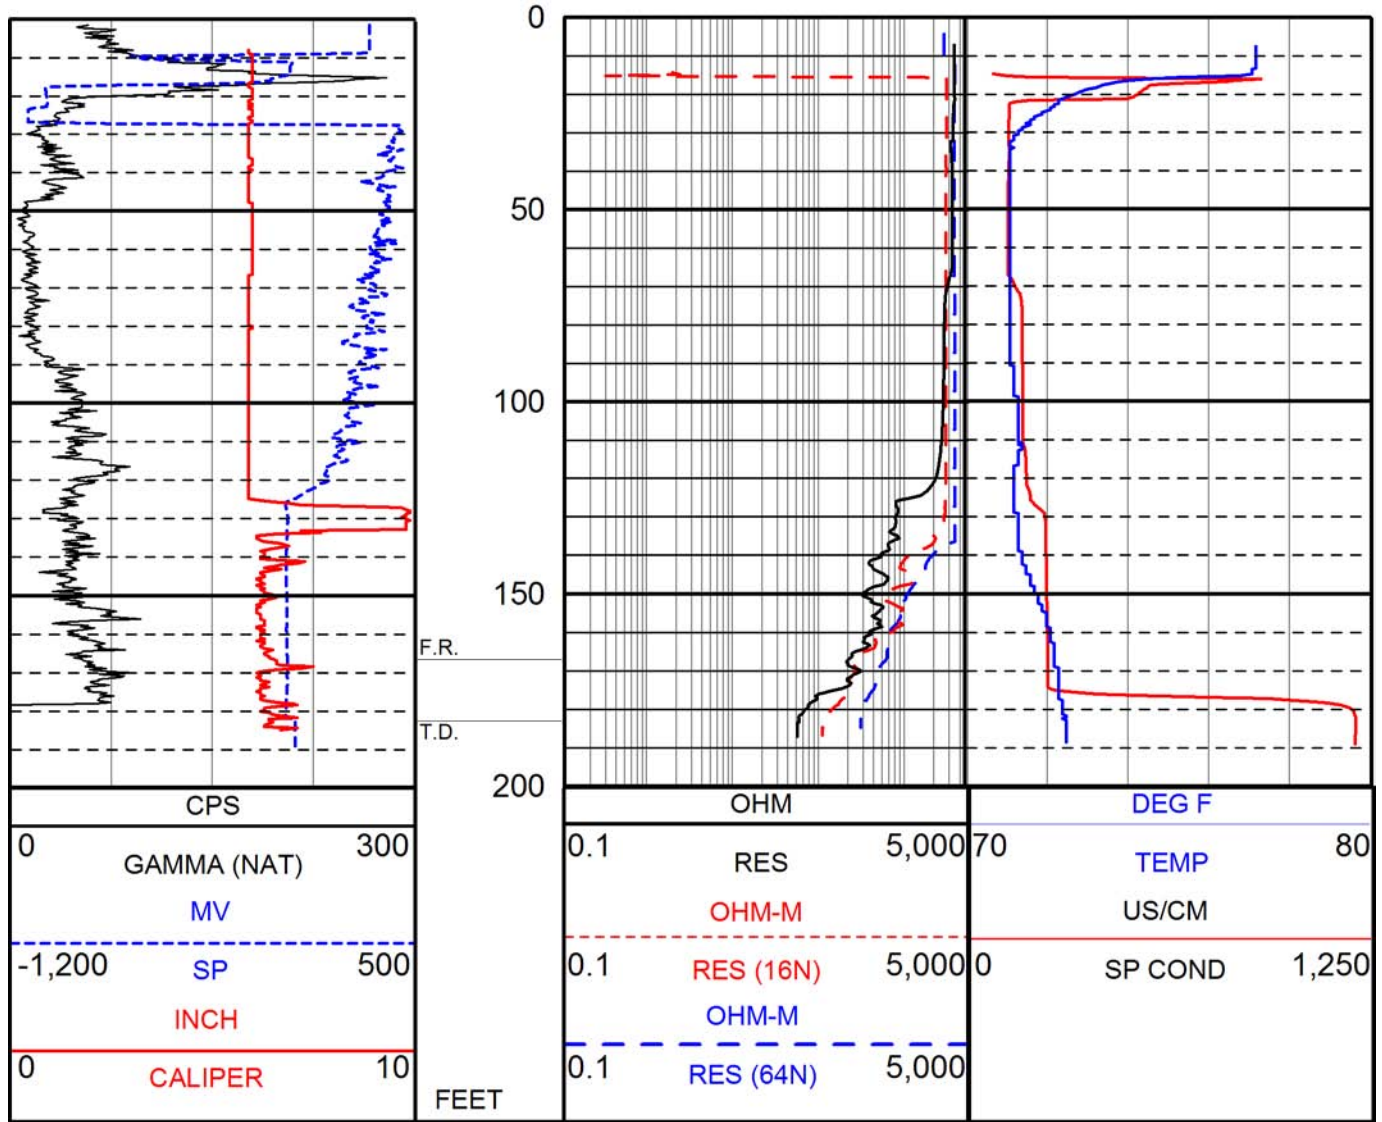 0
50
100
150
F.R.
T.D.
200
CPS
0 300
GAMMA (NAT)
MV
-1,200 SP 500
INCH
0 10
CALIPER
FEET
OHM
0.1 RES 5,000
OHM-M
0.1 RES (16N) 5,000
OHM-M
0.1 RES (64N) 5,000
DEG F
70 TEMP 80
US/CM
0 SP COND 1,250